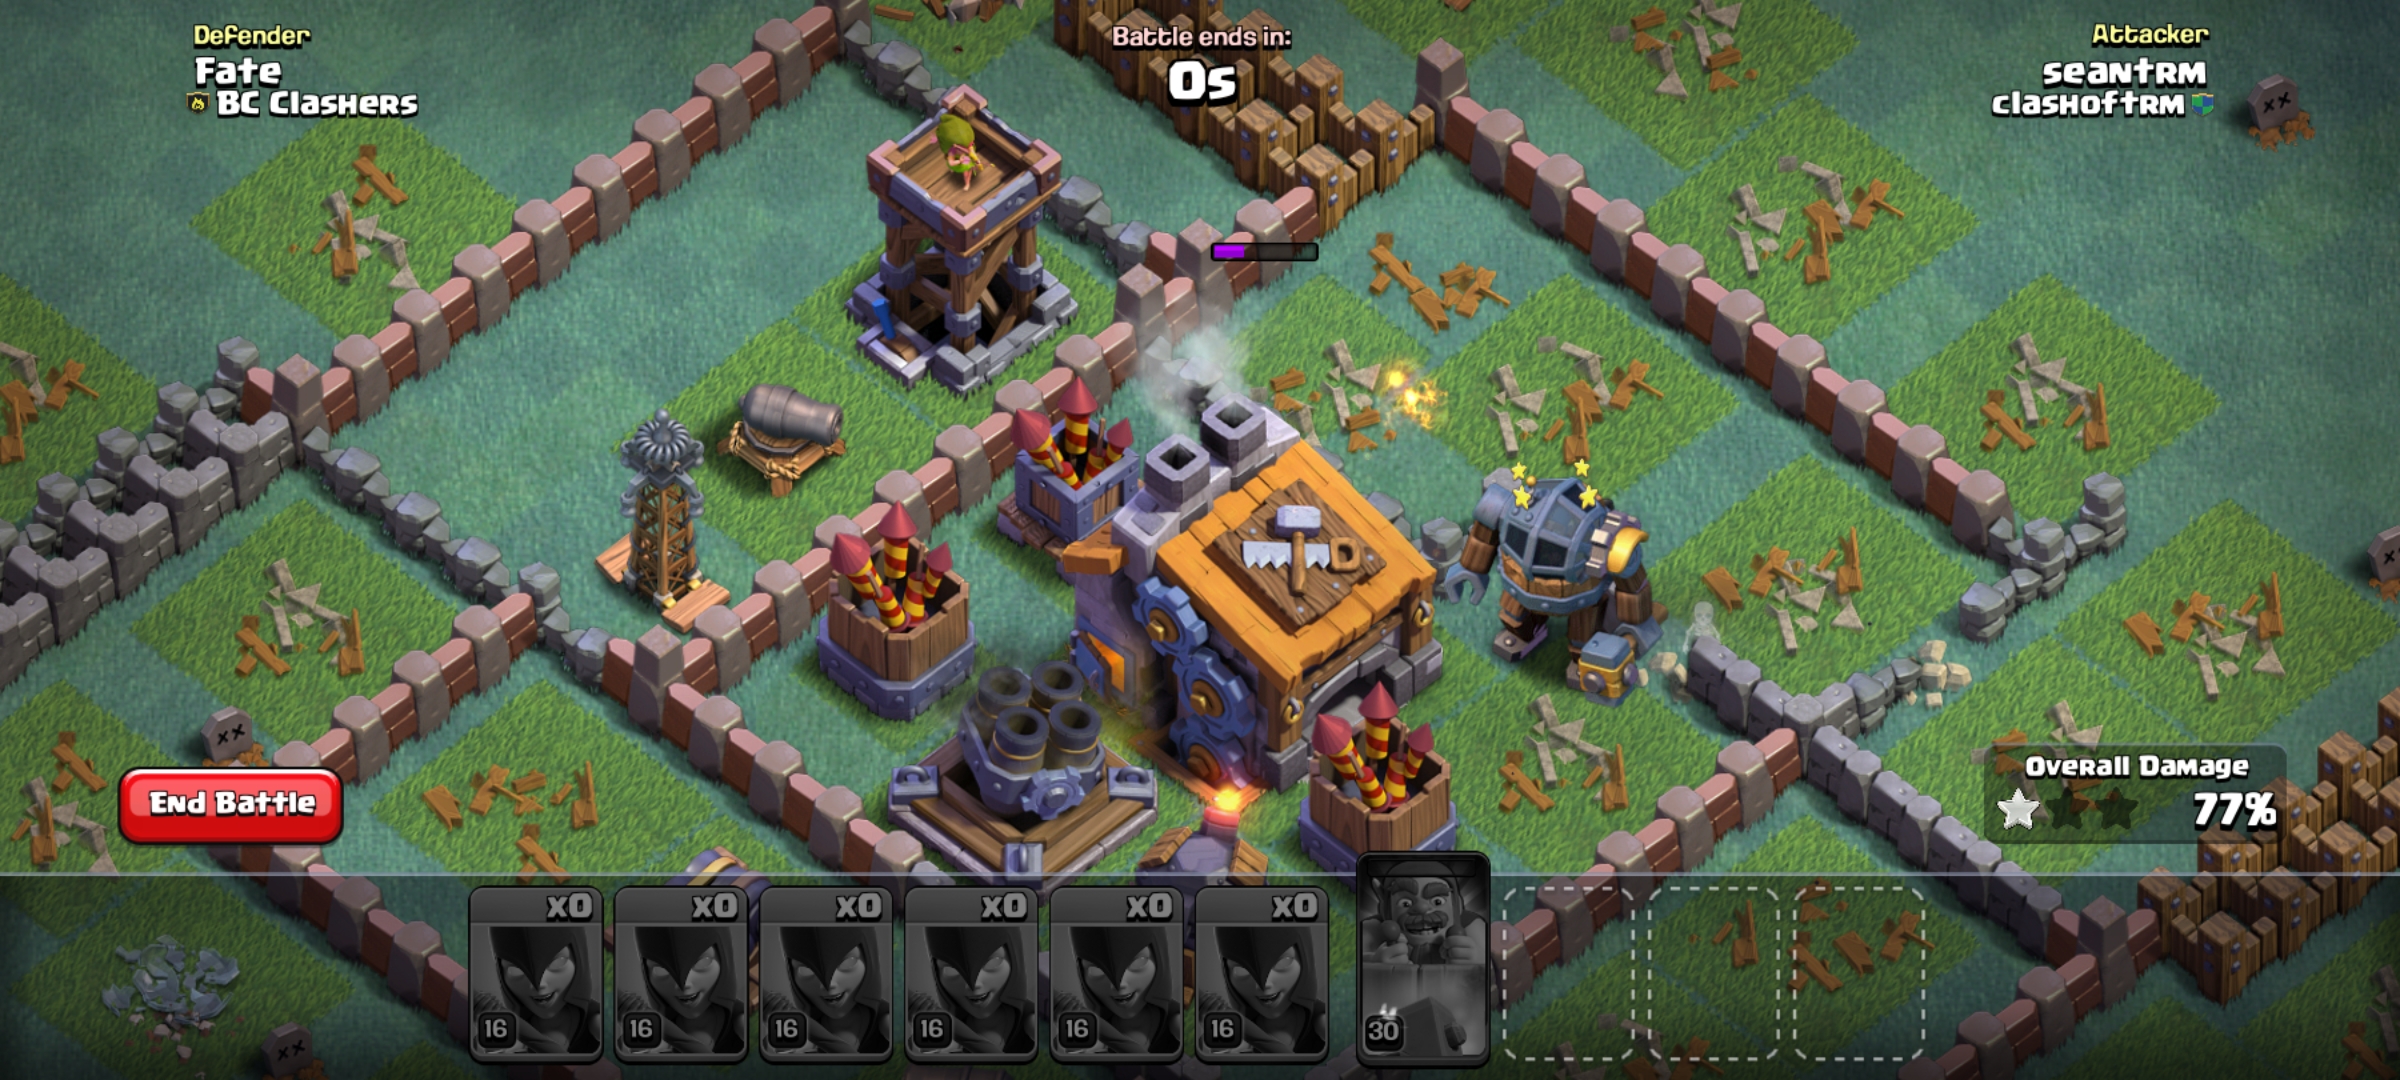 Defender
Fate
BC Clashers
Battle ends in:
0s
Attacker
seantRM
clashoftRM
End Battle
Overall Damage
77%
x0 x0 x0 x0 x0 x0
16 16 16 16 16 16 30